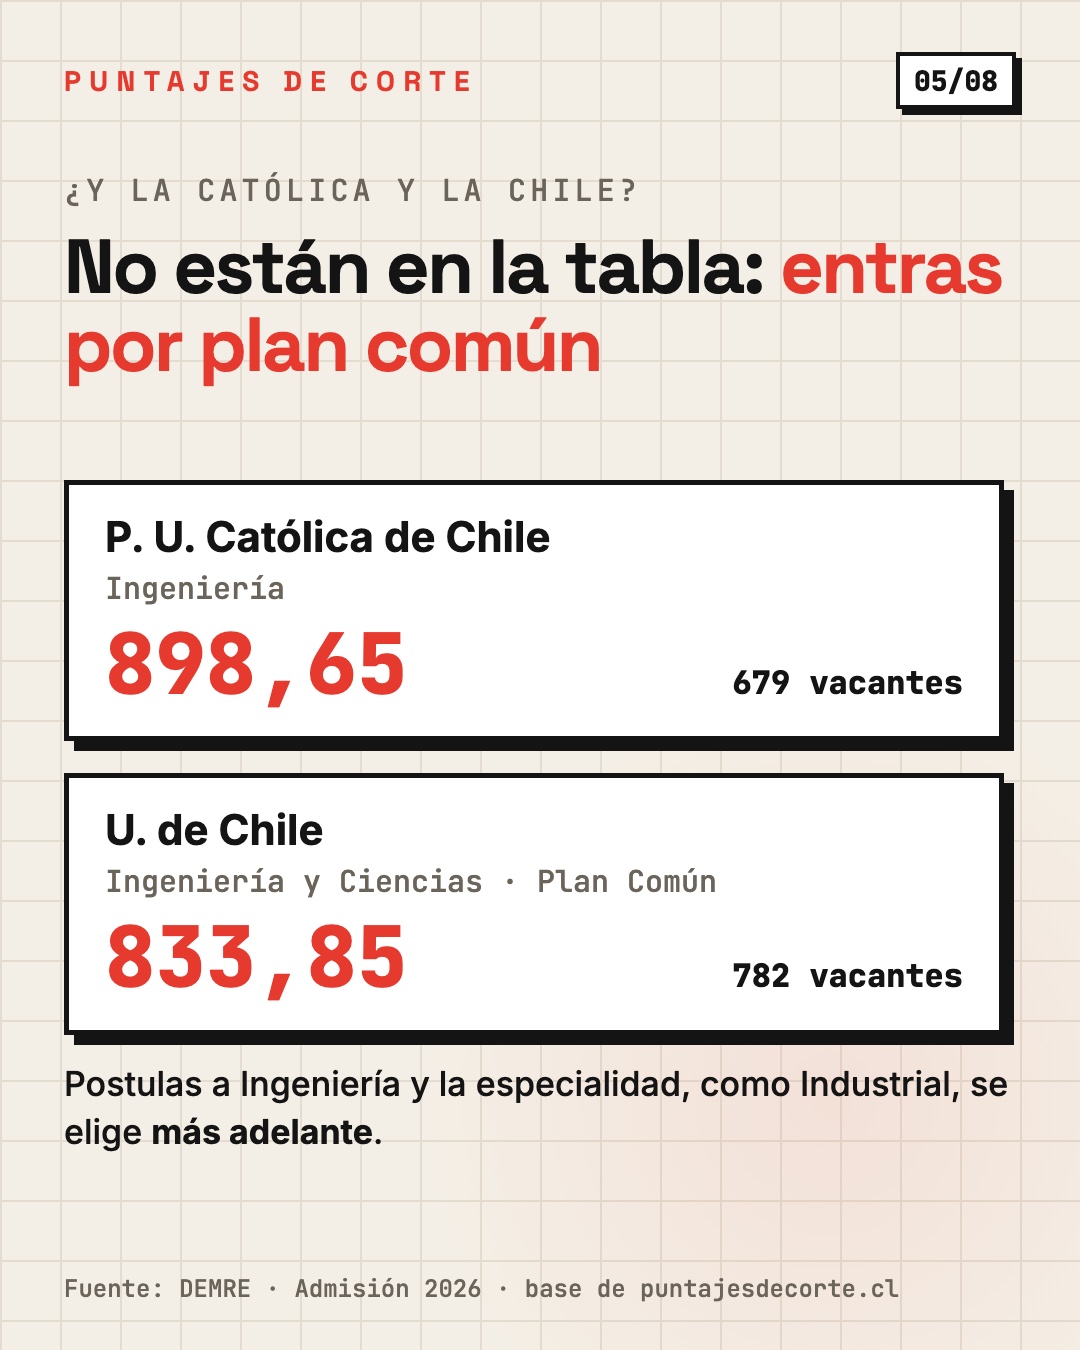 PUNTAJES DE CORTE
05/08
¿Y LA CATÓLICA Y LA CHILE?
No están en la tabla: entras
por plan común
P. U. Católica de Chile
Ingeniería
898,65
679 vacantes
U. de Chile
Ingeniería y Ciencias · Plan Común
833,85
782 vacantes
Postulas a Ingeniería y la especialidad, como Industrial, se
elige más adelante.
Fuente: DEMRE · Admisión 2026 · base de puntajesdecorte.cl